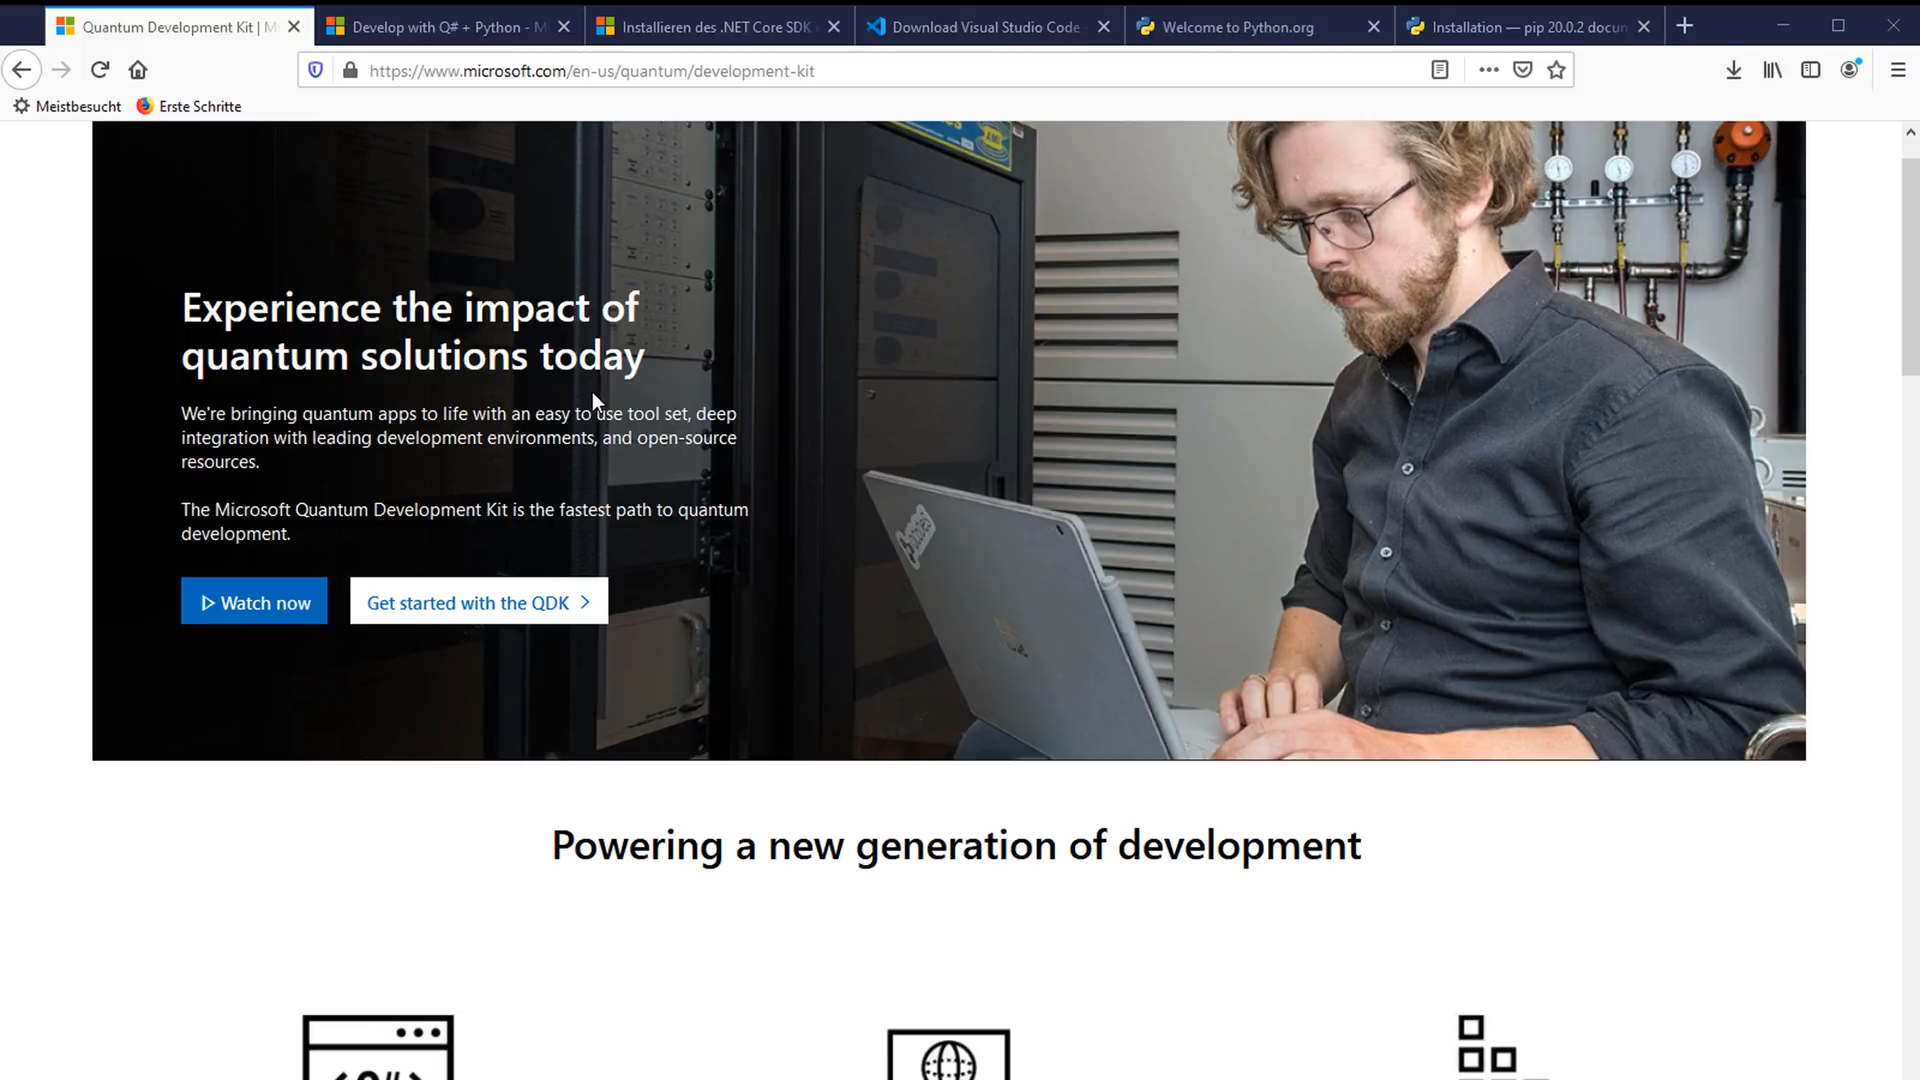 Quantum Development Kit | M
Develop with Q# + Python - M
Installieren des .NET Core SDK
Download Visual Studio Code
Welcome to Python.org
Installation — pip 20.0.2 docun
https://www.microsoft.com/en-us/quantum/development-kit
Meistbesucht
Erste Schritte
Experience the impact of
quantum solutions today
We're bringing quantum apps to life with an easy to use tool set, deep
integration with leading development environments, and open-source
resources.
The Microsoft Quantum Development Kit is the fastest path to quantum
development.
Watch now
Get started with the QDK
Powering a new generation of development